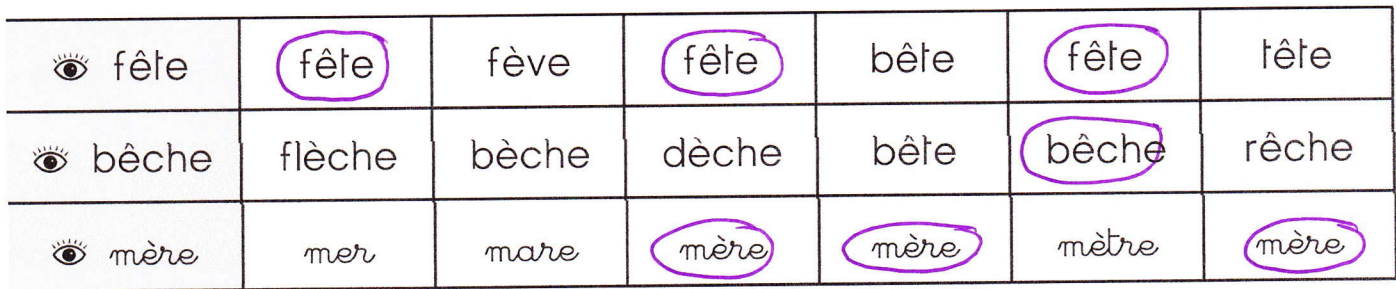 fête fête fève fête bête fête tête
bêche flèche bèche dèche bête bêche rêche
mère mer mare mère mère mètre mère